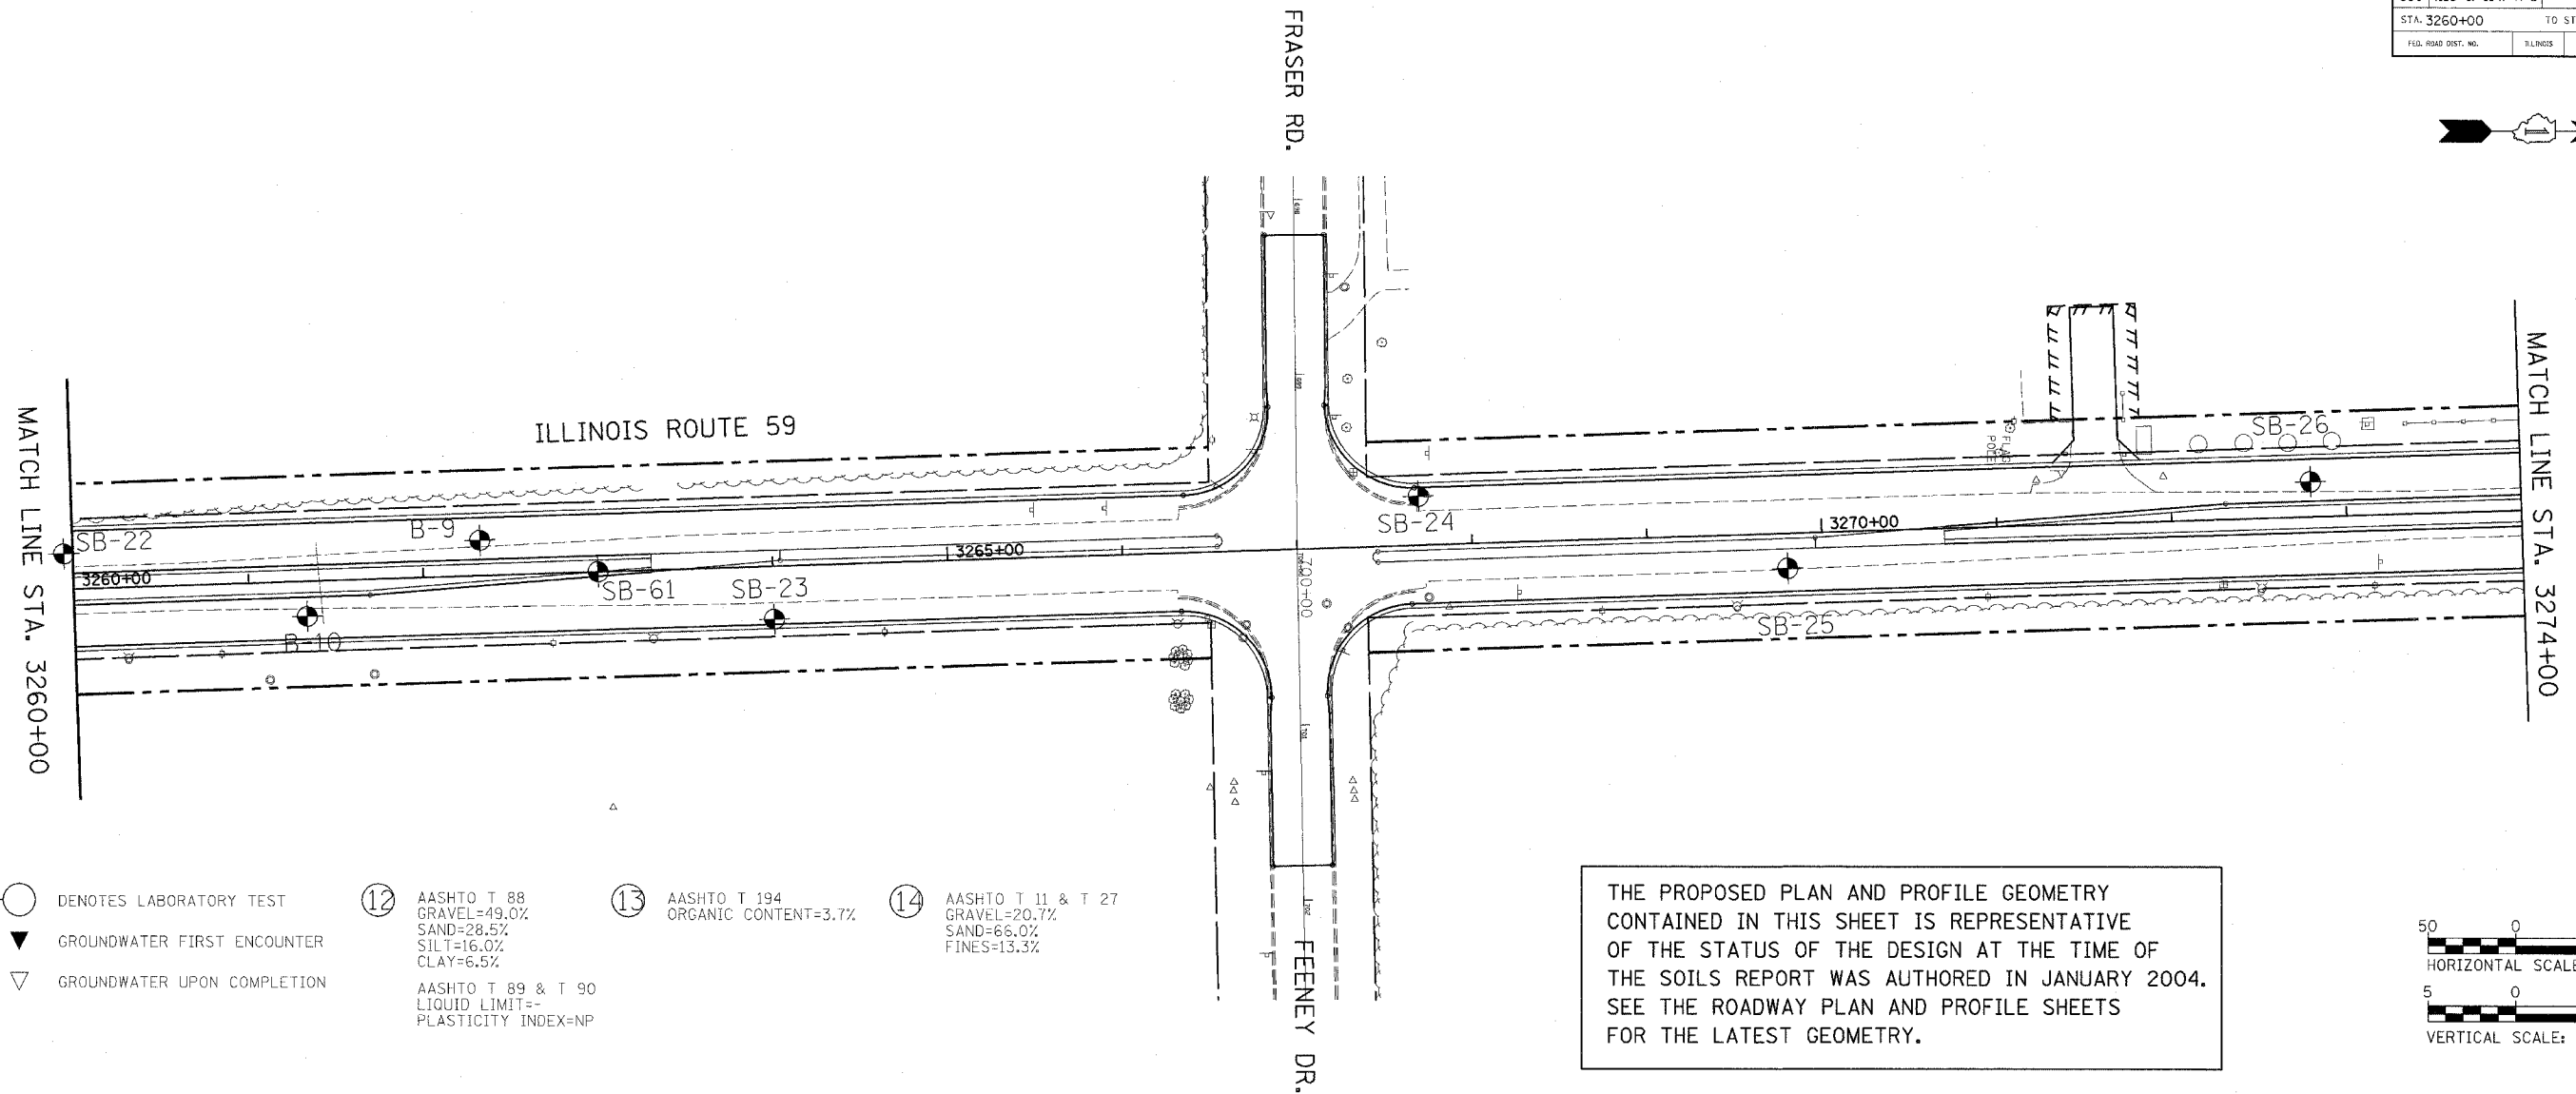 STA. 3260+00 TO ST
FED. ROAD DIST. NO. ILLINOIS
FRASER RD.
1
698
699
ILLINOIS ROUTE 59
MATCH LINE STA. 3260+00
MATCH LINE STA. 3274+00
FLAG
POLE
SB-26
SB-22
B-9
SB-24
3270+00
3265+00
3260+00
SB-61
SB-23
B-10
700+00
SB-25
701
702
FEENEY DR.
DENOTES LABORATORY TEST
GROUNDWATER FIRST ENCOUNTER
GROUNDWATER UPON COMPLETION
12
AASHTO T 88
GRAVEL=49.0%
SAND=28.5%
SILT=16.0%
CLAY=6.5%
AASHTO T 89 & T 90
LIQUID LIMIT=-
PLASTICITY INDEX=NP
13
AASHTO T 194
ORGANIC CONTENT=3.7%
14
AASHTO T 11 & T 27
GRAVEL=20.7%
SAND=66.0%
FINES=13.3%
THE PROPOSED PLAN AND PROFILE GEOMETRY
CONTAINED IN THIS SHEET IS REPRESENTATIVE
OF THE STATUS OF THE DESIGN AT THE TIME OF
THE SOILS REPORT WAS AUTHORED IN JANUARY 2004.
SEE THE ROADWAY PLAN AND PROFILE SHEETS
FOR THE LATEST GEOMETRY.
50 0
HORIZONTAL SCALE
5 0
VERTICAL SCALE: